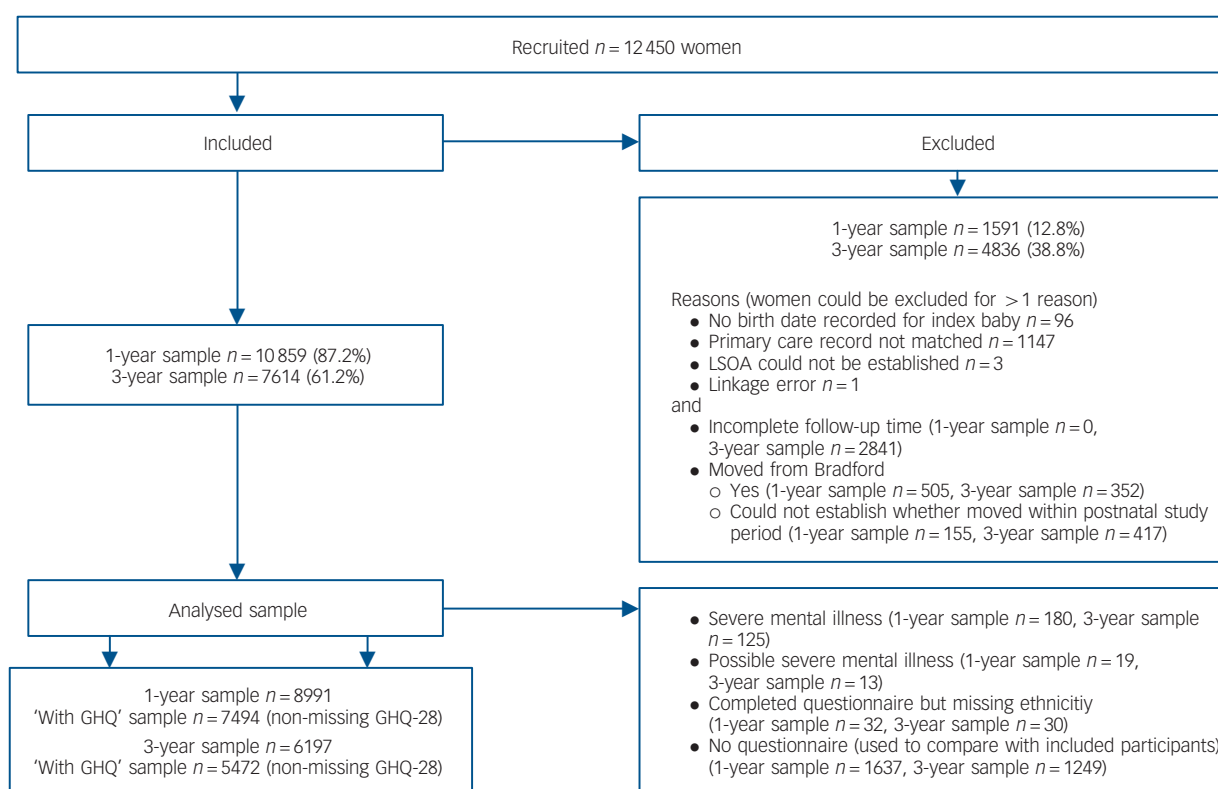 Recruited n = 12 450 women
Included
Excluded
1-year sample n = 1591 (12.8%)
3-year sample n = 4836 (38.8%)
Reasons (women could be excluded for >1 reason)
● No birth date recorded for index baby n = 96
● Primary care record not matched n = 1147
● LSOA could not be established n = 3
● Linkage error n = 1
and
● Incomplete follow-up time (1-year sample n = 0,
3-year sample n = 2841)
● Moved from Bradford
○ Yes (1-year sample n = 505, 3-year sample n = 352)
○ Could not establish whether moved within postnatal study
period (1-year sample n = 155, 3-year sample n = 417)
1-year sample n = 10 859 (87.2%)
3-year sample n = 7614 (61.2%)
Analysed sample
● Severe mental illness (1-year sample n = 180, 3-year sample
n = 125)
● Possible severe mental illness (1-year sample n = 19,
3-year sample n = 13)
● Completed questionnaire but missing ethnicitiy
(1-year sample n = 32, 3-year sample n = 30)
● No questionnaire (used to compare with included participants)
(1-year sample n = 1637, 3-year sample n = 1249)
1-year sample n = 8991
'With GHQ' sample n = 7494 (non-missing GHQ-28)
3-year sample n = 6197
'With GHQ' sample n = 5472 (non-missing GHQ-28)